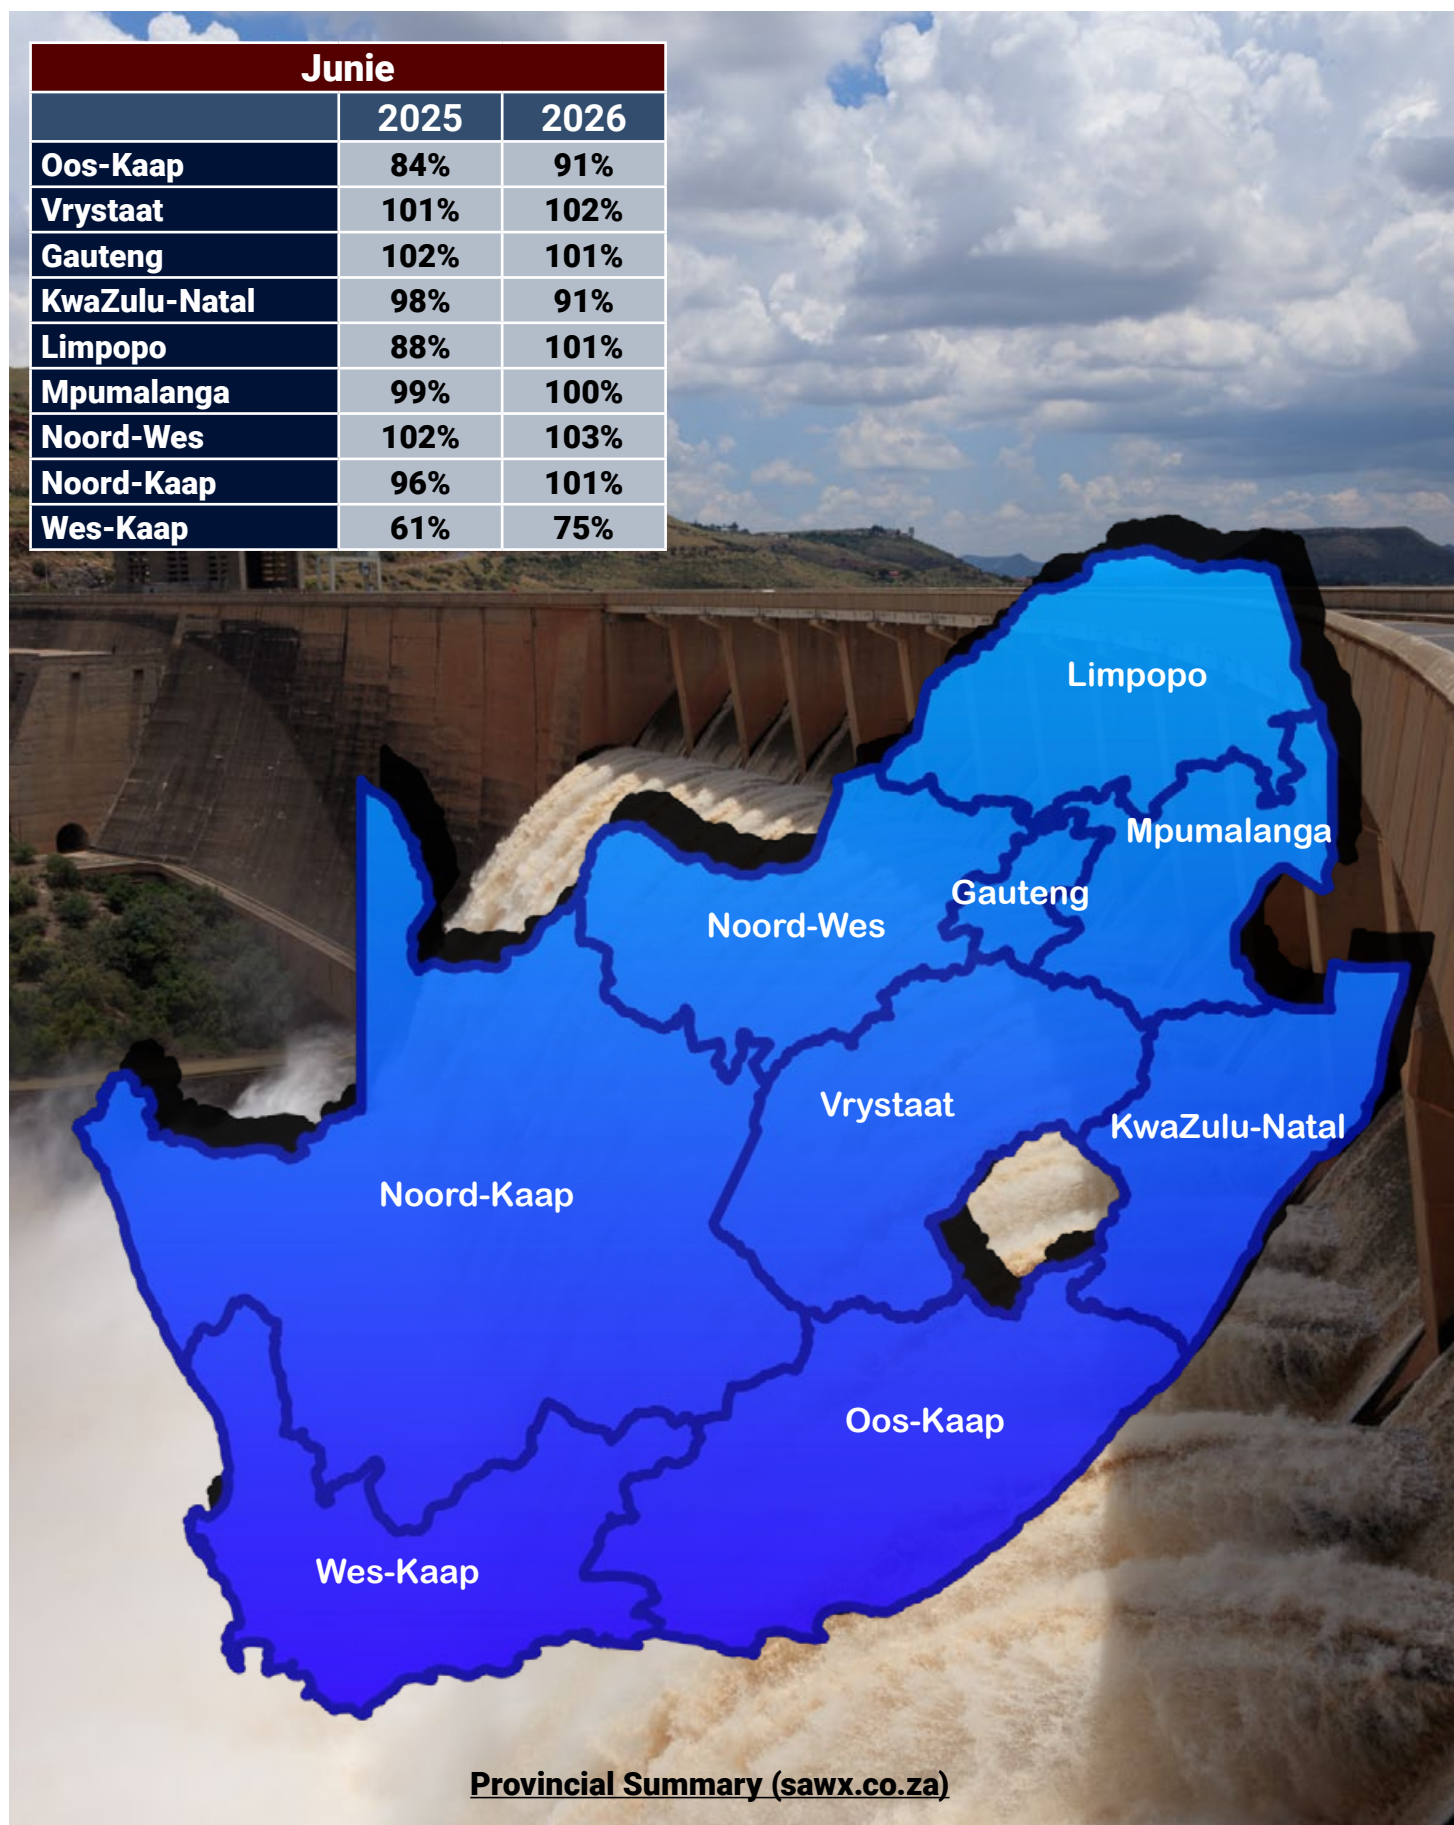 Junie
2025 2026
Oos-Kaap 84% 91%
Vrystaat 101% 102%
Gauteng 102% 101%
KwaZulu-Natal 98% 91%
Limpopo 88% 101%
Mpumalanga 99% 100%
Noord-Wes 102% 103%
Noord-Kaap 96% 101%
Wes-Kaap 61% 75%
Limpopo
Mpumalanga
Gauteng
Noord-Wes
Vrystaat
KwaZulu-Natal
Noord-Kaap
Oos-Kaap
Wes-Kaap
Provincial Summary (sawx.co.za)